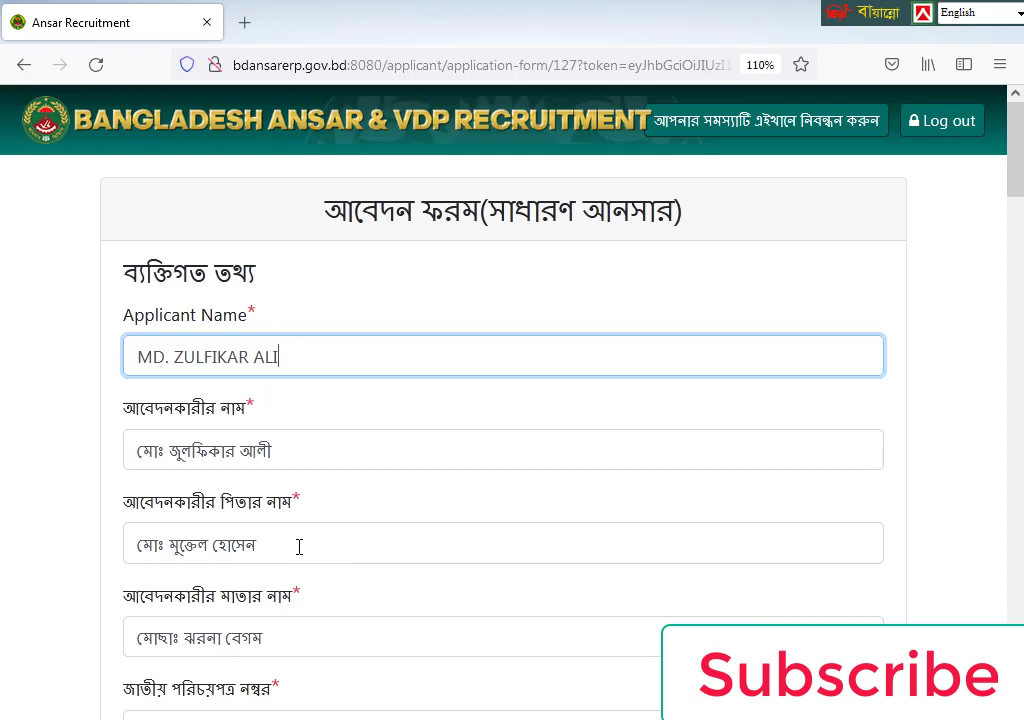 Ansar Recruitment
বায়ান্নো
English
bdansarerp.gov.bd:8080/applicant/application-form/127?token=eyJhbGciOiJIUzI1
110%
BANGLADESH ANSAR & VDP RECRUITMENT
আপনার সমস্যাটি এইখানে নিবন্ধন করুন
Log out
আবেদন ফরম(সাধারণ আনসার)
ব্যক্তিগত তথ্য
Applicant Name*
MD. ZULFIKAR ALI
আবেদনকারীর নাম*
মোঃ জুলফিকার আলী
আবেদনকারীর পিতার নাম*
মোঃ মুক্তেল হোসেন
আবেদনকারীর মাতার নাম*
মোছাঃ ঝরনা বেগম
জাতীয় পরিচয়পত্র নম্বর*
Subscribe